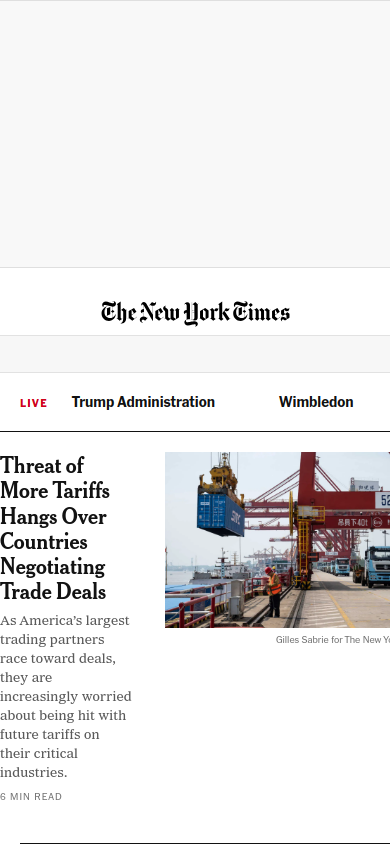 The New York Times
LIVE
Trump Administration
Wimbledon
Threat of
More Tariffs
Hangs Over
Countries
Negotiating
Trade Deals
As America’s largest
trading partners
race toward deals,
they are
increasingly worried
about being hit with
future tariffs on
their critical
industries.
6 MIN READ
52
Gilles Sabrie for The New Yo